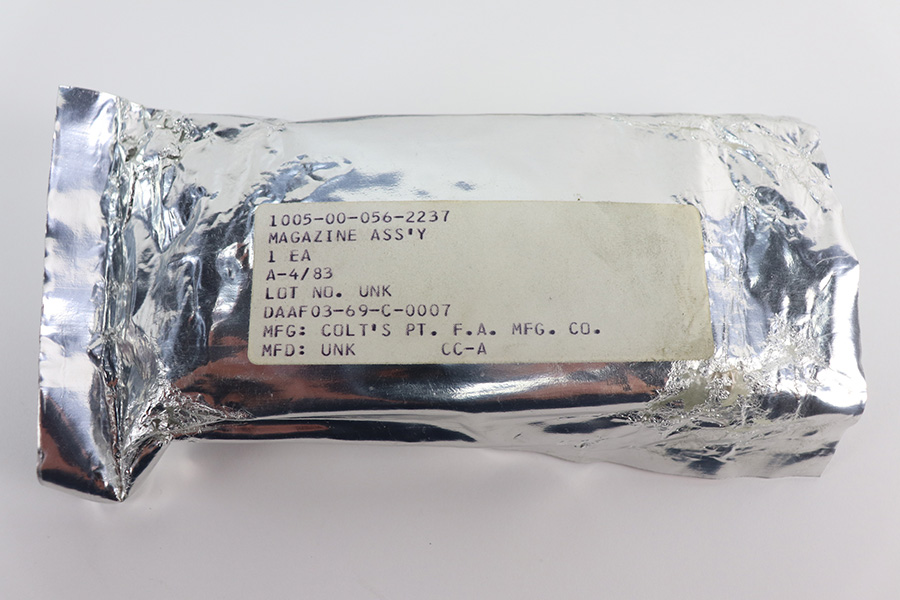 1005-00-056-2237
MAGAZINE ASS'Y
1 EA
A-4/83
LOT NO. UNK
DAAF03-69-C-0007
MFG: COLT'S PT. F.A. MFG. CO.
MFD: UNK CC-A